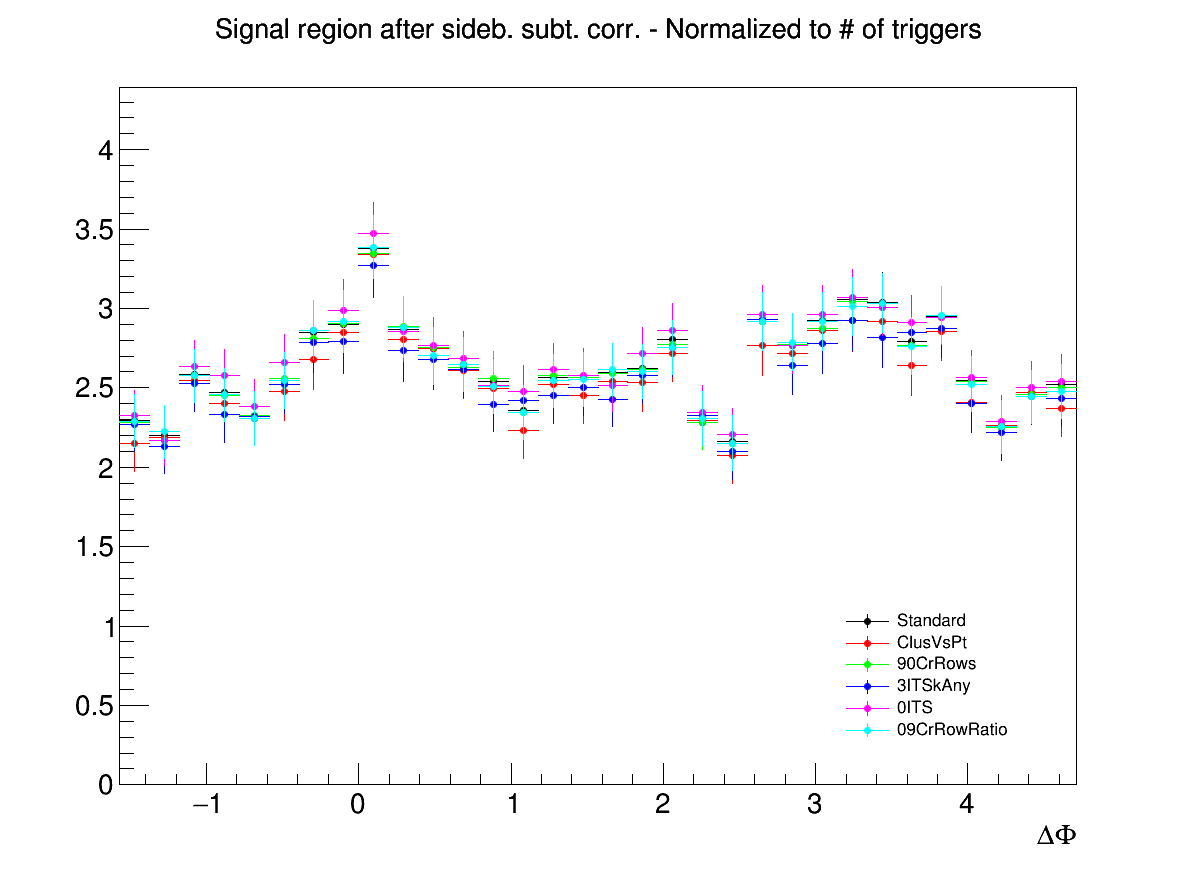 Signal region after sideb. subt. corr. - Normalized to # of triggers
4
3.5
3
2.5
2
1.5
1
0.5
0
−1 0 1 2 3 4
ΔΦ
Standard
ClusVsPt
90CrRows
3ITSkAny
0ITS
09CrRowRatio